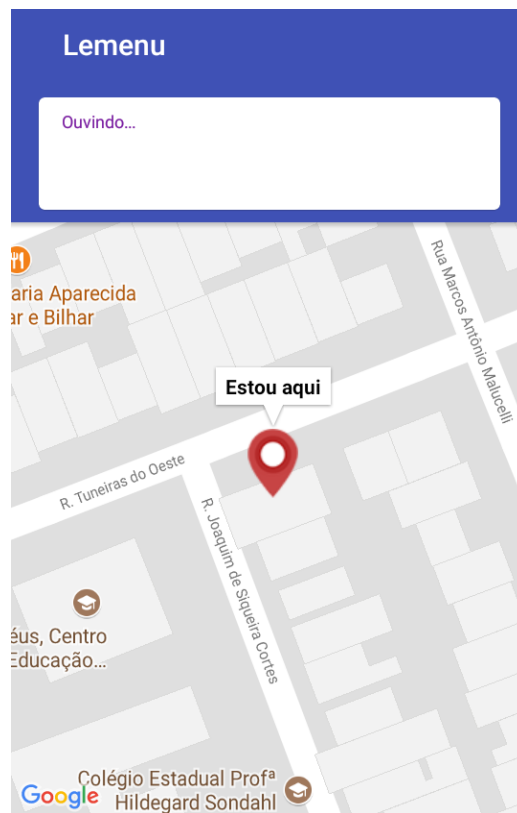 Lemenu
Ouvindo...
aria Aparecida
ar e Bilhar
Rua Marcos Antônio Malucelli
Estou aqui
R. Tuneiras do Oeste
R. Joaquim de Siqueira Cortes
éus, Centro
Educação...
Colégio Estadual Profª
Hildegard Sondahl
Google